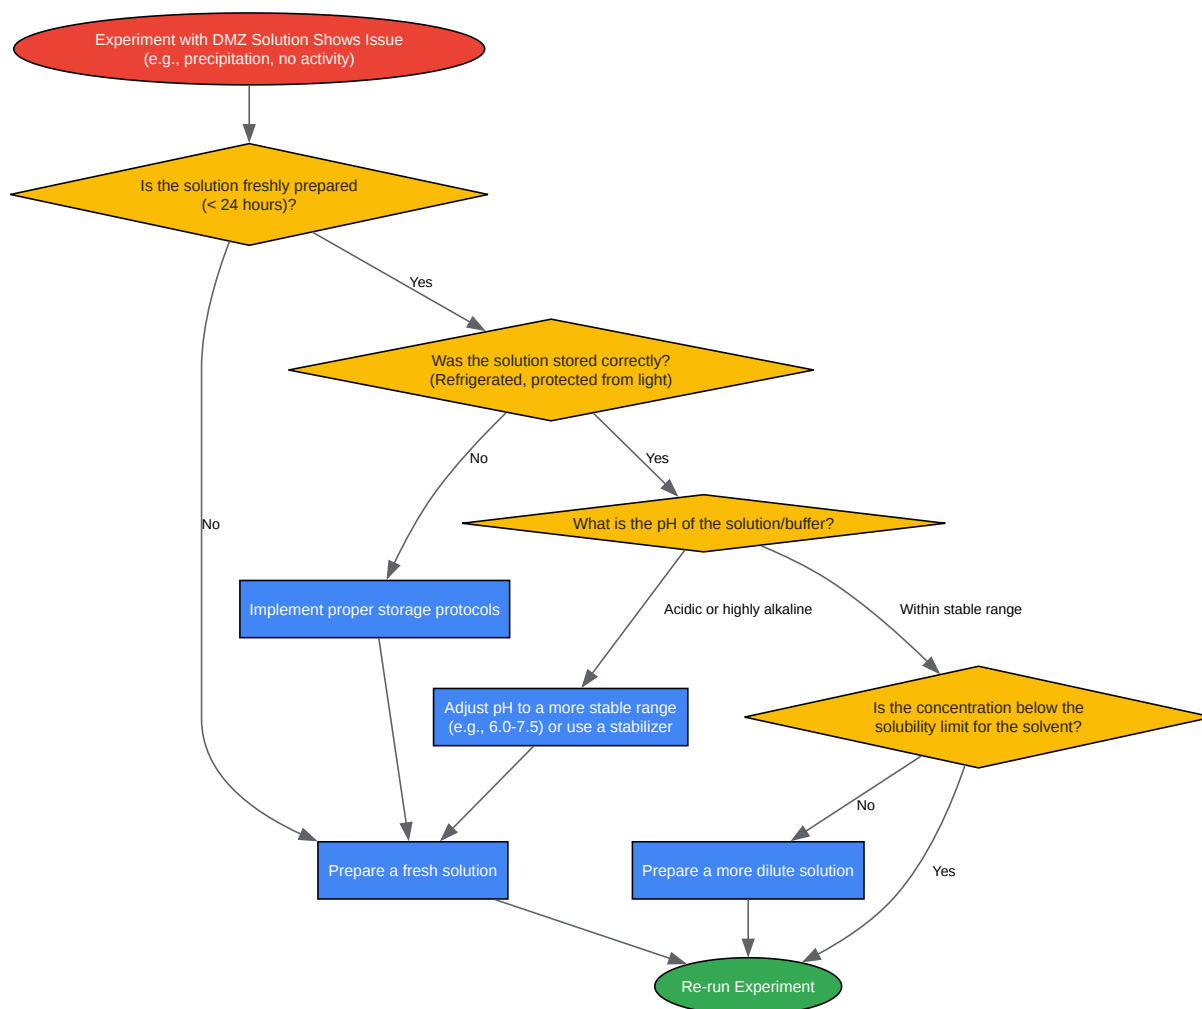 Experiment with DMZ Solution Shows Issue
(e.g., precipitation, no activity)
Is the solution freshly prepared
(< 24 hours)?
Yes
Was the solution stored correctly?
(Refrigerated, protected from light)
No
Yes
No
What is the pH of the solution/buffer?
Implement proper storage protocols
Acidic or highly alkaline
Within stable range
Adjust pH to a more stable range
(e.g., 6.0-7.5) or use a stabilizer
Is the concentration below the
solubility limit for the solvent?
No
Yes
Prepare a fresh solution
Prepare a more dilute solution
Re-run Experiment